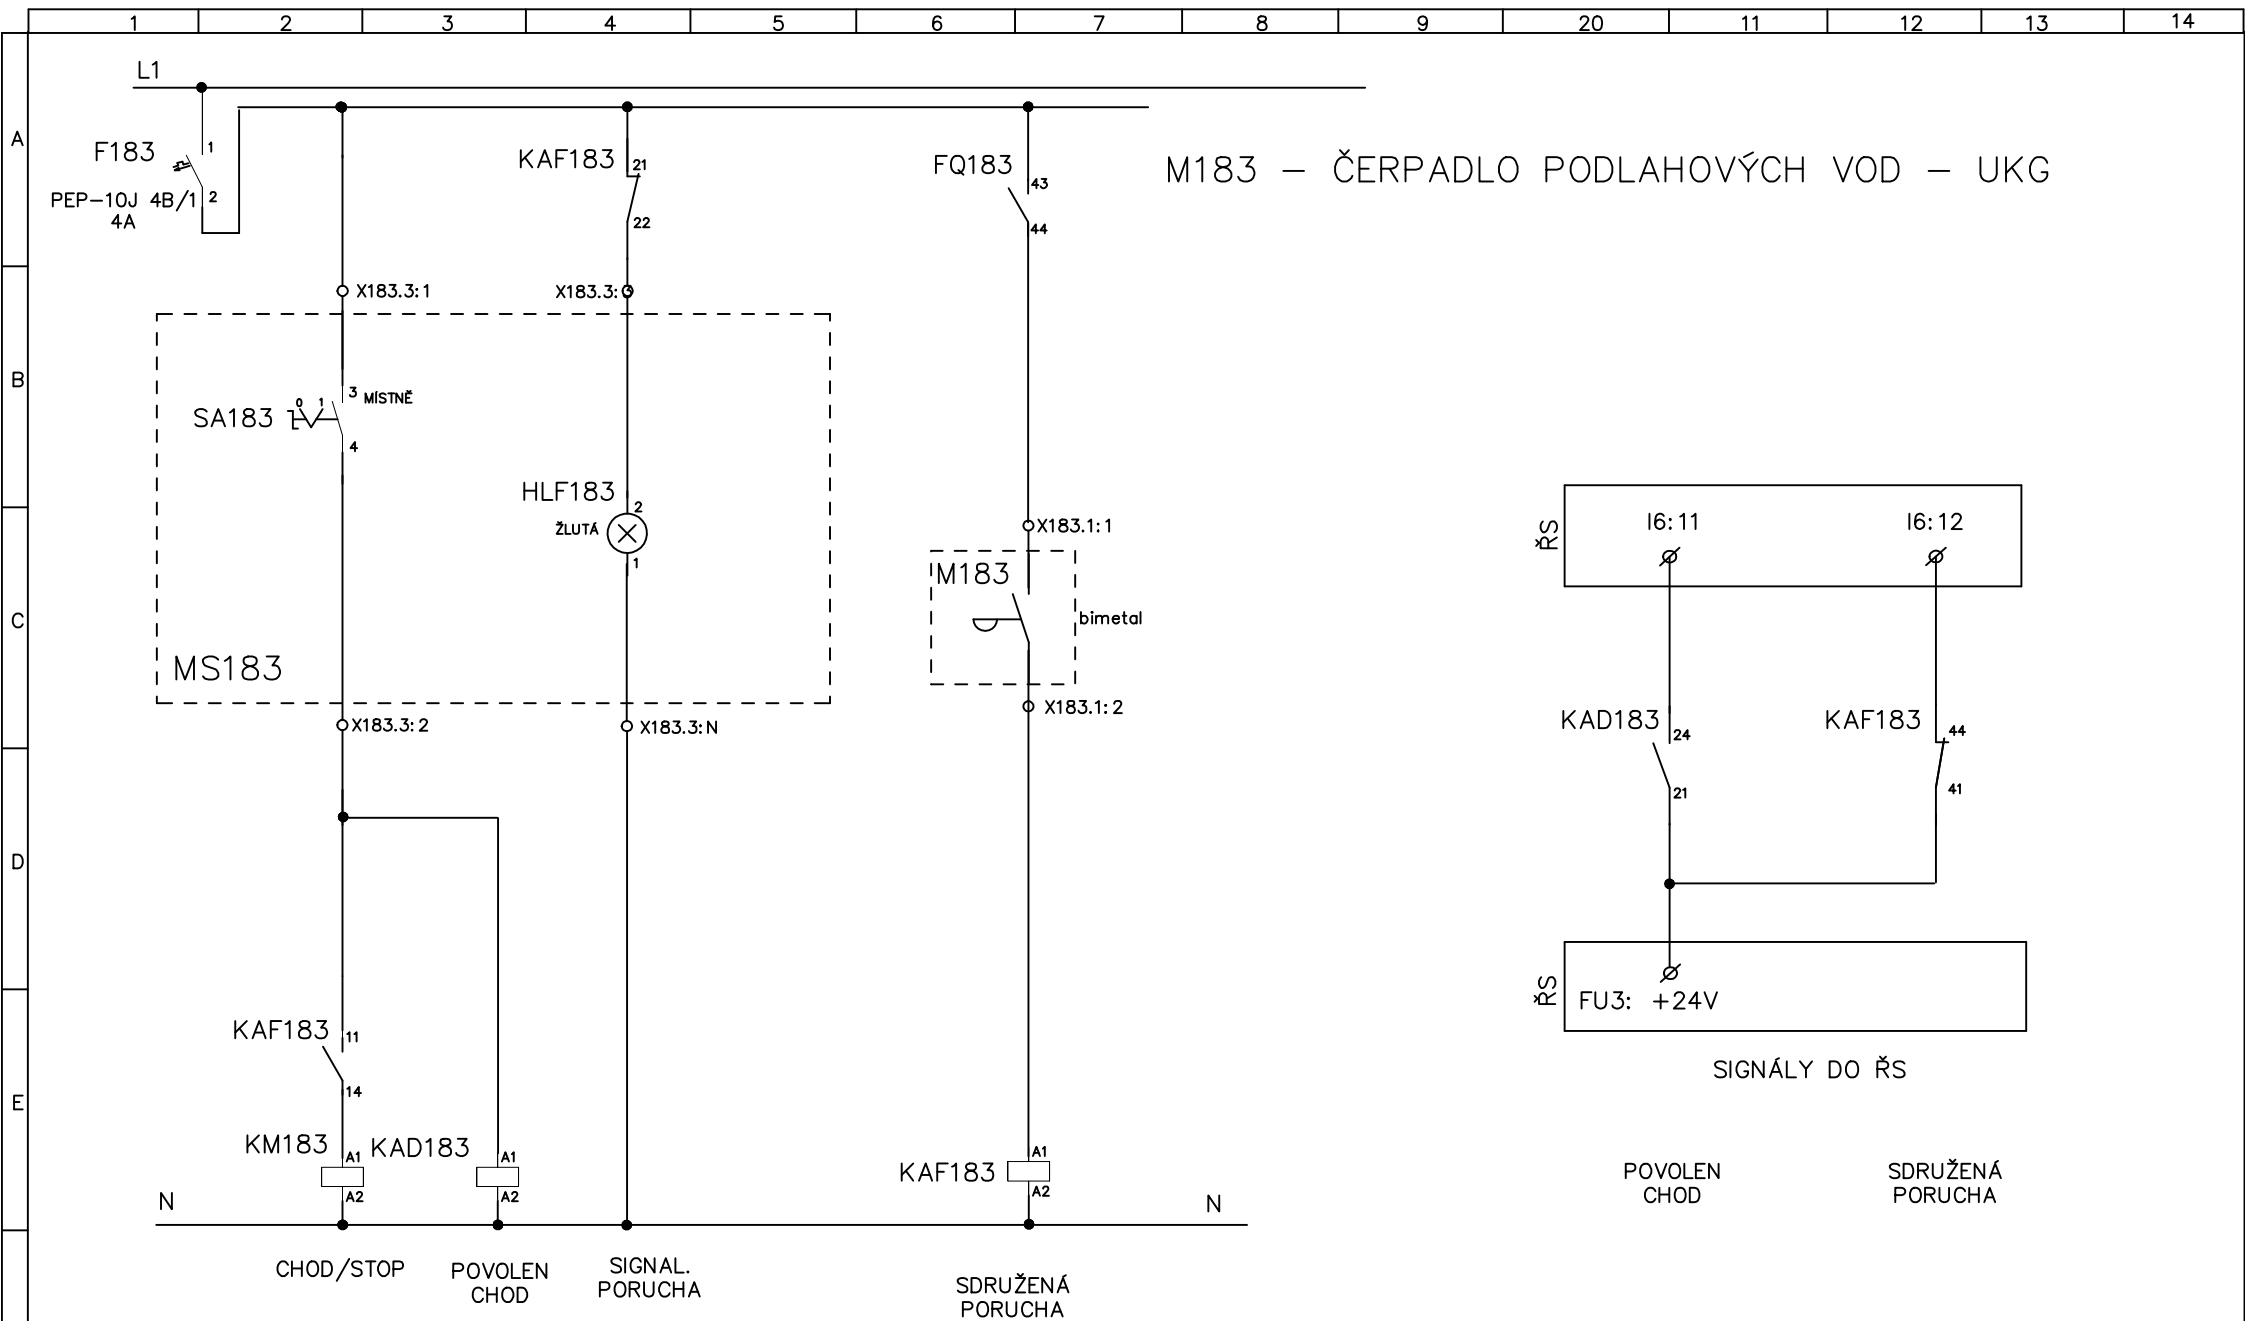 1 2 3 4 5 6 7 8 9 20 11 12 13 14
L1
A
F183
1
PEP-10J 4B/1 2
4A
KAF183 21
22
FQ183
43
44
M183 – ČERPADLO PODLAHOVÝCH VOD – UKG
X183.3:1
X183.3:3
B
3 MÍSTNĚ
SA183 0 1
4
HLF183
2
ŽLUTÁ
1
X183.1:1
M183
bimetal
C
MS183
X183.3:2
X183.3:N
X183.1:2
ŘS
I6:11
I6:12
KAD183
24
21
KAF183
44
41
D
ŘS
FU3: +24V
SIGNÁLY DO ŘS
KAF183 11
14
E
KM183
A1
A2
KAD183
A1
A2
KAF183
A1
A2
N
N
POVOLEN
CHOD
SDRUŽENÁ
PORUCHA
CHOD/STOP
POVOLEN
CHOD
SIGNAL.
PORUCHA
SDRUŽENÁ
PORUCHA